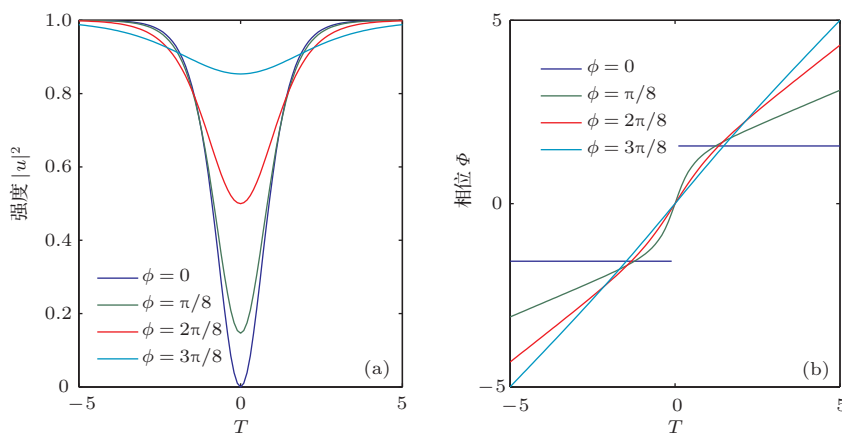 1.0
0.8
0.6
0.4
0.2
0
强度 |u|²
ϕ = 0
ϕ = π/8
ϕ = 2π/8
ϕ = 3π/8
(a)
−5
0
5
T
5
0
−5
相位 Φ
ϕ = 0
ϕ = π/8
ϕ = 2π/8
ϕ = 3π/8
(b)
−5
0
5
T